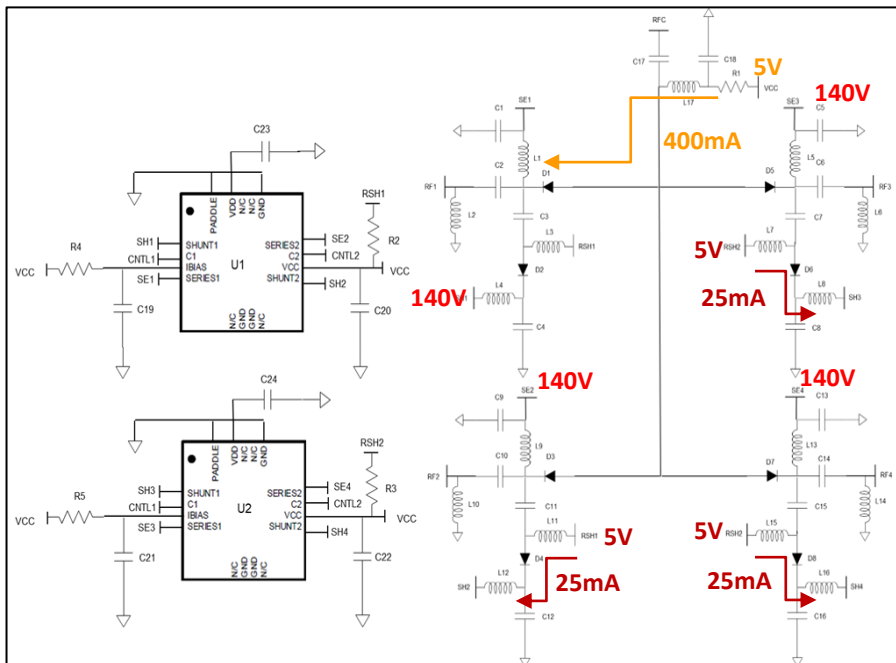 C23
PADDLE
VDD
N/C
N/C
GND
RSH1
R2
R4
VCC
SH1
CNTL1
SE1
SHUNT1
C1
IBIAS
SERIES1
U1
SERIES2
C2
VCC
SHUNT2
SE2
CNTL2
SH2
VCC
C19
C20
N/C
GND
GND
N/C
C24
PADDLE
VDD
N/C
N/C
GND
RSH2
R3
R5
VCC
SH3
CNTL1
SE3
SHUNT1
C1
IBIAS
SERIES1
U2
SERIES2
C2
VCC
SHUNT2
SE4
CNTL2
SH4
VCC
C21
C22
N/C
GND
GND
N/C
RFC
C17
C18
R1
5V
VCC
L17
400mA
SE1
C1
L1
C2
RF1
D1
L2
C3
L3
RSH1
D2
140V
L4
C4
140V
SE3
C5
L5
D5
C6
RF3
L6
C7
5V
L7
RSH2
D6
25mA
L8
SH3
C8
140V
SE2
C9
L9
D3
C10
RF2
L10
C11
L11
RSH1
5V
D4
L12
SH2
25mA
C12
140V
SE4
C13
L13
D7
C14
RF4
L14
C15
5V
L15
RSH2
D8
25mA
L16
SH4
C16